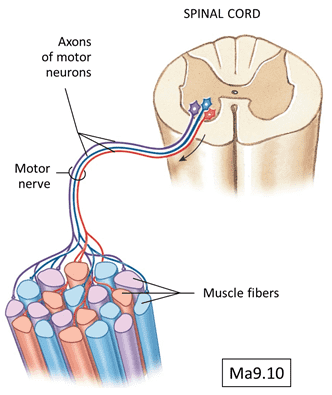 SPINAL CORD
Axons
of motor
neurons
Motor
nerve
Muscle fibers
Ma9.10